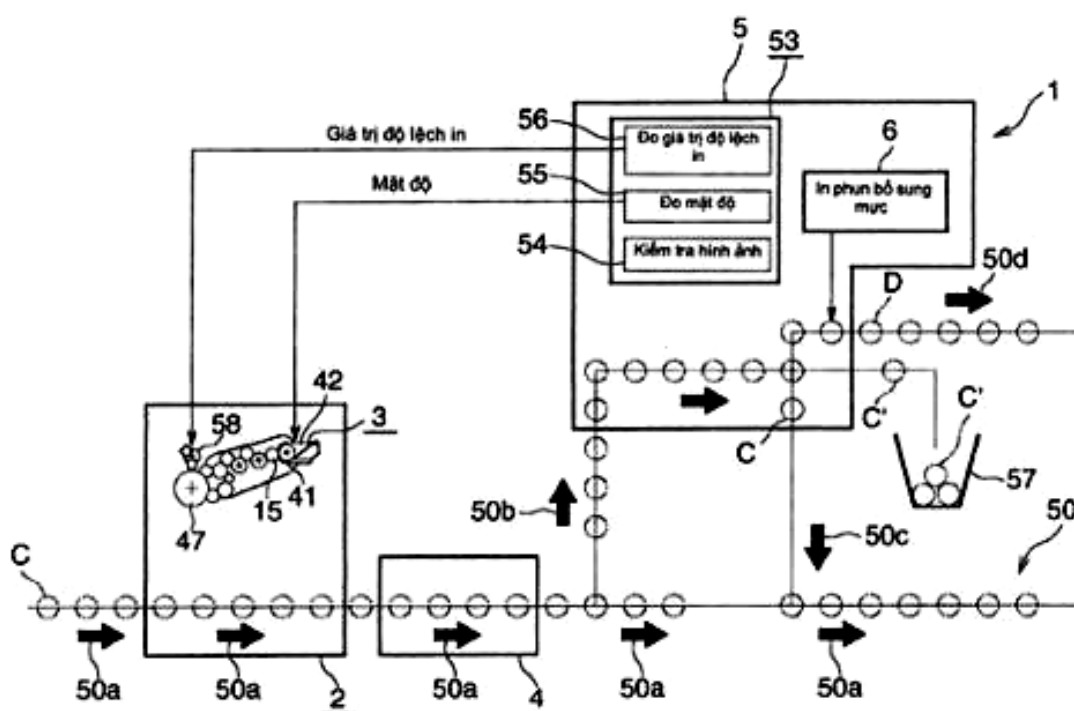 5
53
1
56
Giá trị độ lệch in
Đo giá trị độ lệch
in
6
55
Mật độ
Đo mật độ
In phun bổ sung
mực
54
Kiểm tra hình ảnh
50d
D
42
58
3
C
C'
C'
57
15
41
47
50b
50c
50
C
50a
50a
2
50a
4
50a
50a